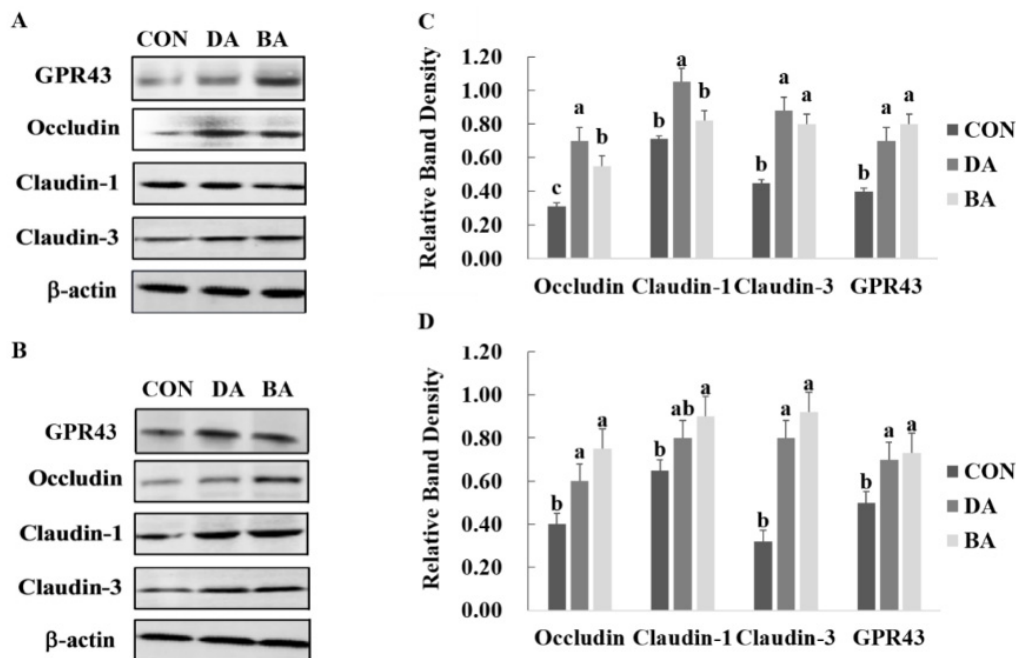 A
CON DA BA
GPR43
Occludin
Claudin-1
Claudin-3
β-actin
B
CON DA BA
GPR43
Occludin
Claudin-1
Claudin-3
β-actin
C
Relative Band Density
1.20
1.00
0.80
0.60
0.40
0.20
0.00
c a b
b a b
b a a
b a a
Occludin Claudin-1 Claudin-3 GPR43
CON
DA
BA
D
Relative Band Density
1.20
1.00
0.80
0.60
0.40
0.20
0.00
b a a
b ab a
b a a
b a a
Occludin Claudin-1 Claudin-3 GPR43
CON
DA
BA